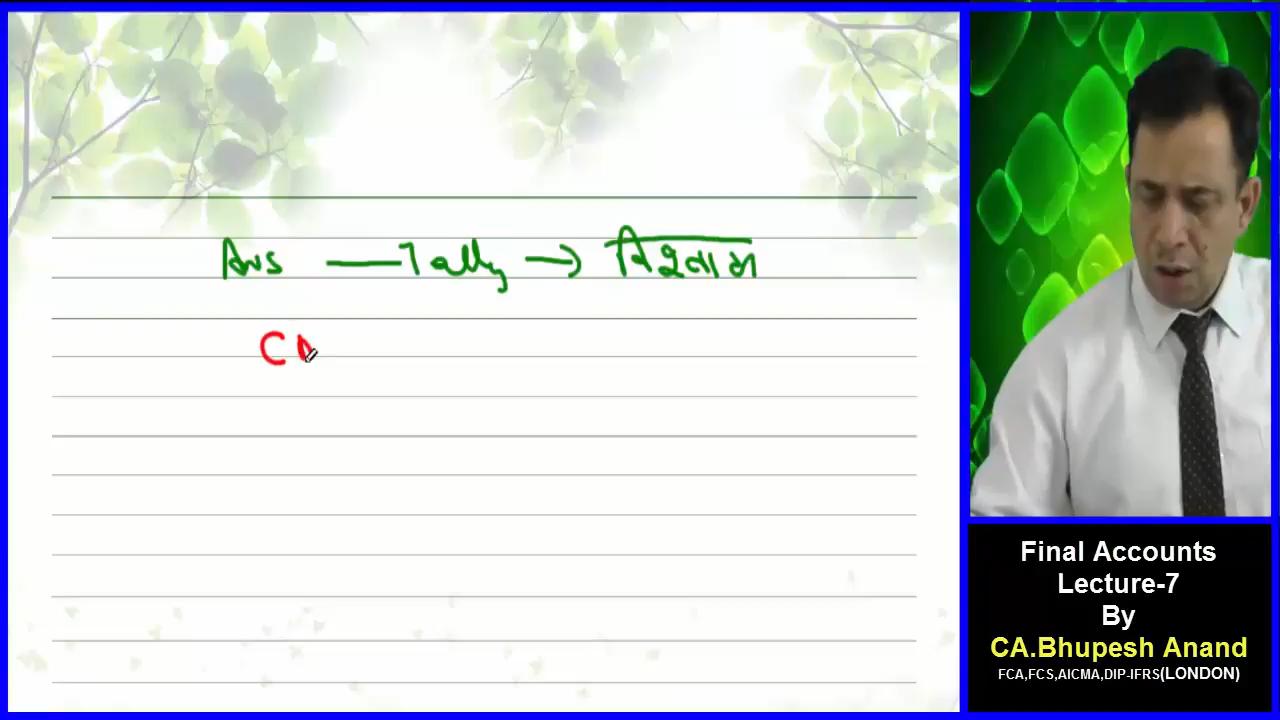 Ans — Tally →
C
Final Accounts
Lecture-7
By
CA.Bhupesh Anand
FCA,FCS,AICMA,DIP-IFRS(LONDON)